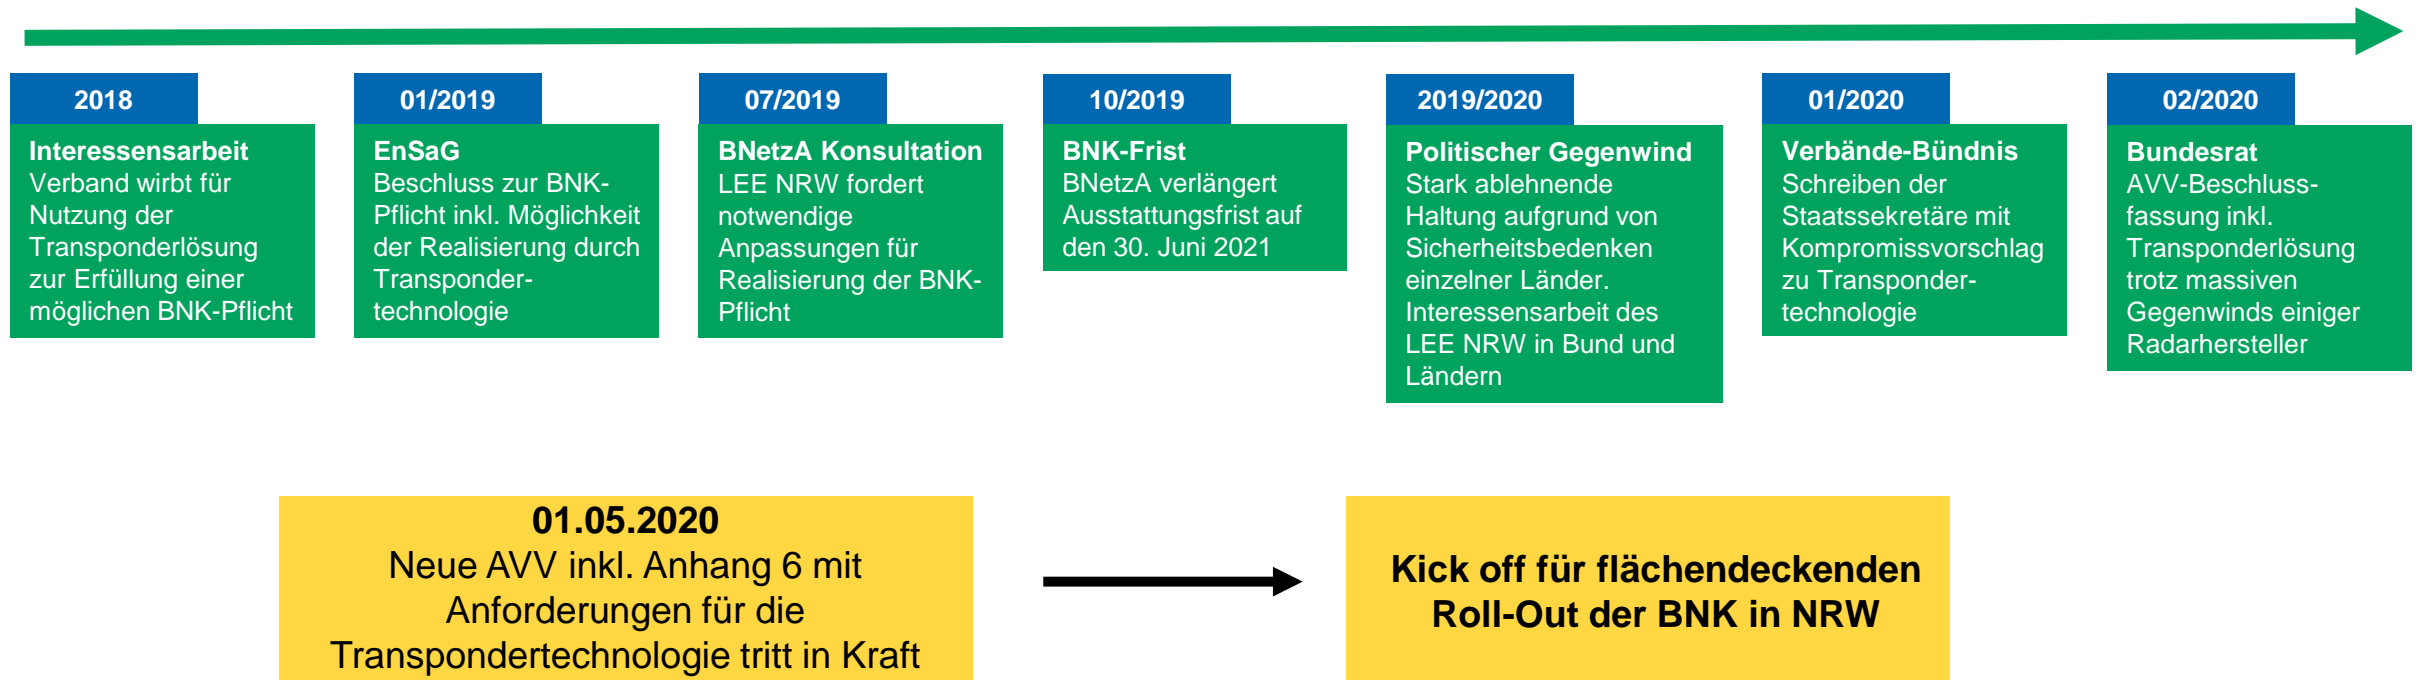 2018
Interessensarbeit
Verband wirbt für
Nutzung der
Transponderlösung
zur Erfüllung einer
möglichen BNK-Pflicht
01/2019
EnSaG
Beschluss zur BNK-
Pflicht inkl. Möglichkeit
der Realisierung durch
Transponder-
technologie
07/2019
BNetzA Konsultation
LEE NRW fordert
notwendige
Anpassungen für
Realisierung der BNK-
Pflicht
10/2019
BNK-Frist
BNetzA verlängert
Ausstattungsfrist auf
den 30. Juni 2021
2019/2020
Politischer Gegenwind
Stark ablehnende
Haltung aufgrund von
Sicherheitsbedenken
einzelner Länder.
Interessensarbeit des
LEE NRW in Bund und
Ländern
01/2020
Verbände-Bündnis
Schreiben der
Staatssekretäre mit
Kompromissvorschlag
zu Transponder-
technologie
02/2020
Bundesrat
AVV-Beschluss-
fassung inkl.
Transponderlösung
trotz massiven
Gegenwinds einiger
Radarhersteller
01.05.2020
Neue AVV inkl. Anhang 6 mit
Anforderungen für die
Transpondertechnologie tritt in Kraft
Kick off für flächendeckenden
Roll-Out der BNK in NRW